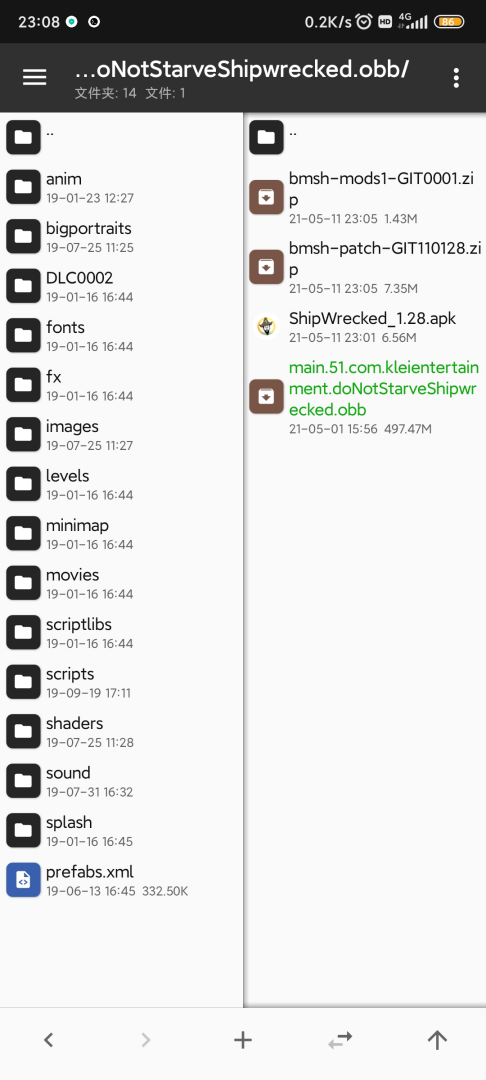 23:08
0.2K/s HD 4G 86
...oNotStarveShipwrecked.obb/
文件夹: 14 文件: 1
..
anim
19-01-23 12:27
bigportraits
19-07-25 11:25
DLC0002
19-01-16 16:44
fonts
19-01-16 16:44
fx
19-01-16 16:44
images
19-07-25 11:27
levels
19-01-16 16:44
minimap
19-01-16 16:44
movies
19-01-16 16:44
scriptlibs
19-01-16 16:44
scripts
19-09-19 17:11
shaders
19-07-25 11:28
sound
19-07-31 16:32
splash
19-01-16 16:45
prefabs.xml
19-06-13 16:45 332.50K
..
bmsh-mods1-GIT0001.zi
p
21-05-11 23:05 1.43M
bmsh-patch-GIT110128.zi
p
21-05-11 23:05 7.35M
ShipWrecked_1.28.apk
21-05-11 23:01 6.56M
main.51.com.kleientertain
ment.doNotStarveShipwr
ecked.obb
21-05-01 15:56 497.47M